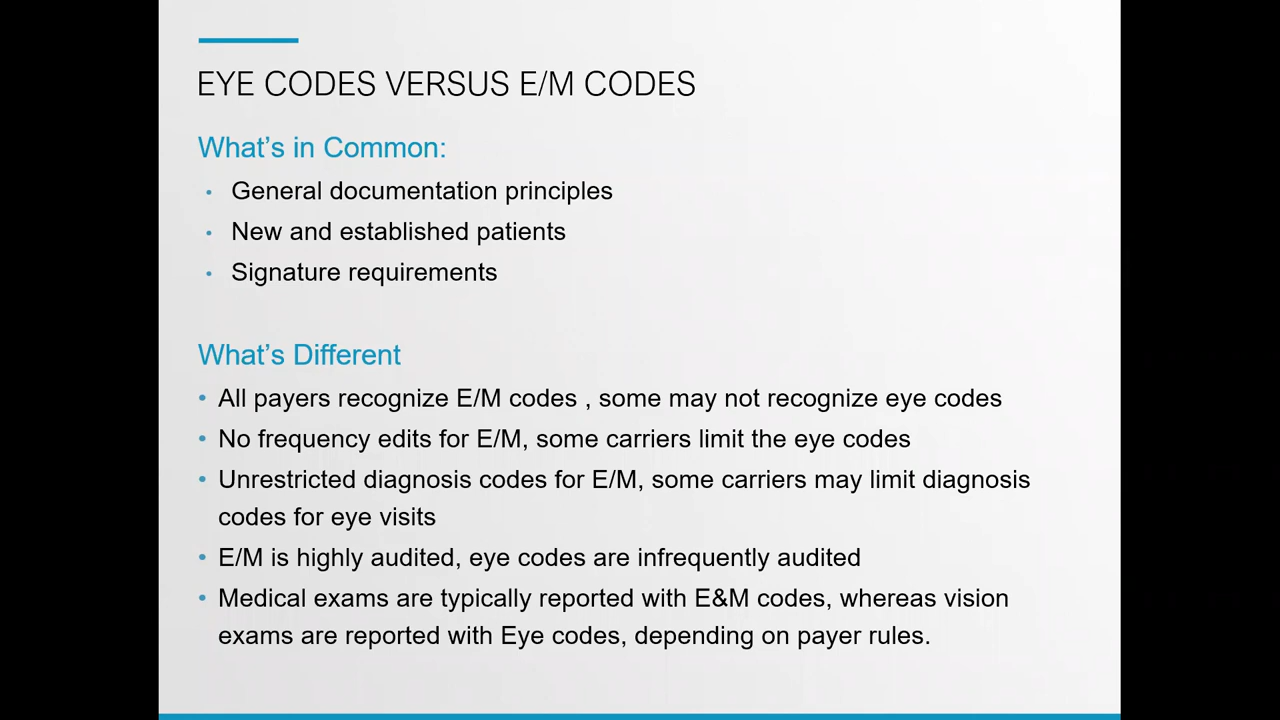 EYE CODES VERSUS E/M CODES
What’s in Common:
• General documentation principles
• New and established patients
• Signature requirements
What’s Different
• All payers recognize E/M codes , some may not recognize eye codes
• No frequency edits for E/M, some carriers limit the eye codes
• Unrestricted diagnosis codes for E/M, some carriers may limit diagnosis
codes for eye visits
• E/M is highly audited, eye codes are infrequently audited
• Medical exams are typically reported with E&M codes, whereas vision
exams are reported with Eye codes, depending on payer rules.